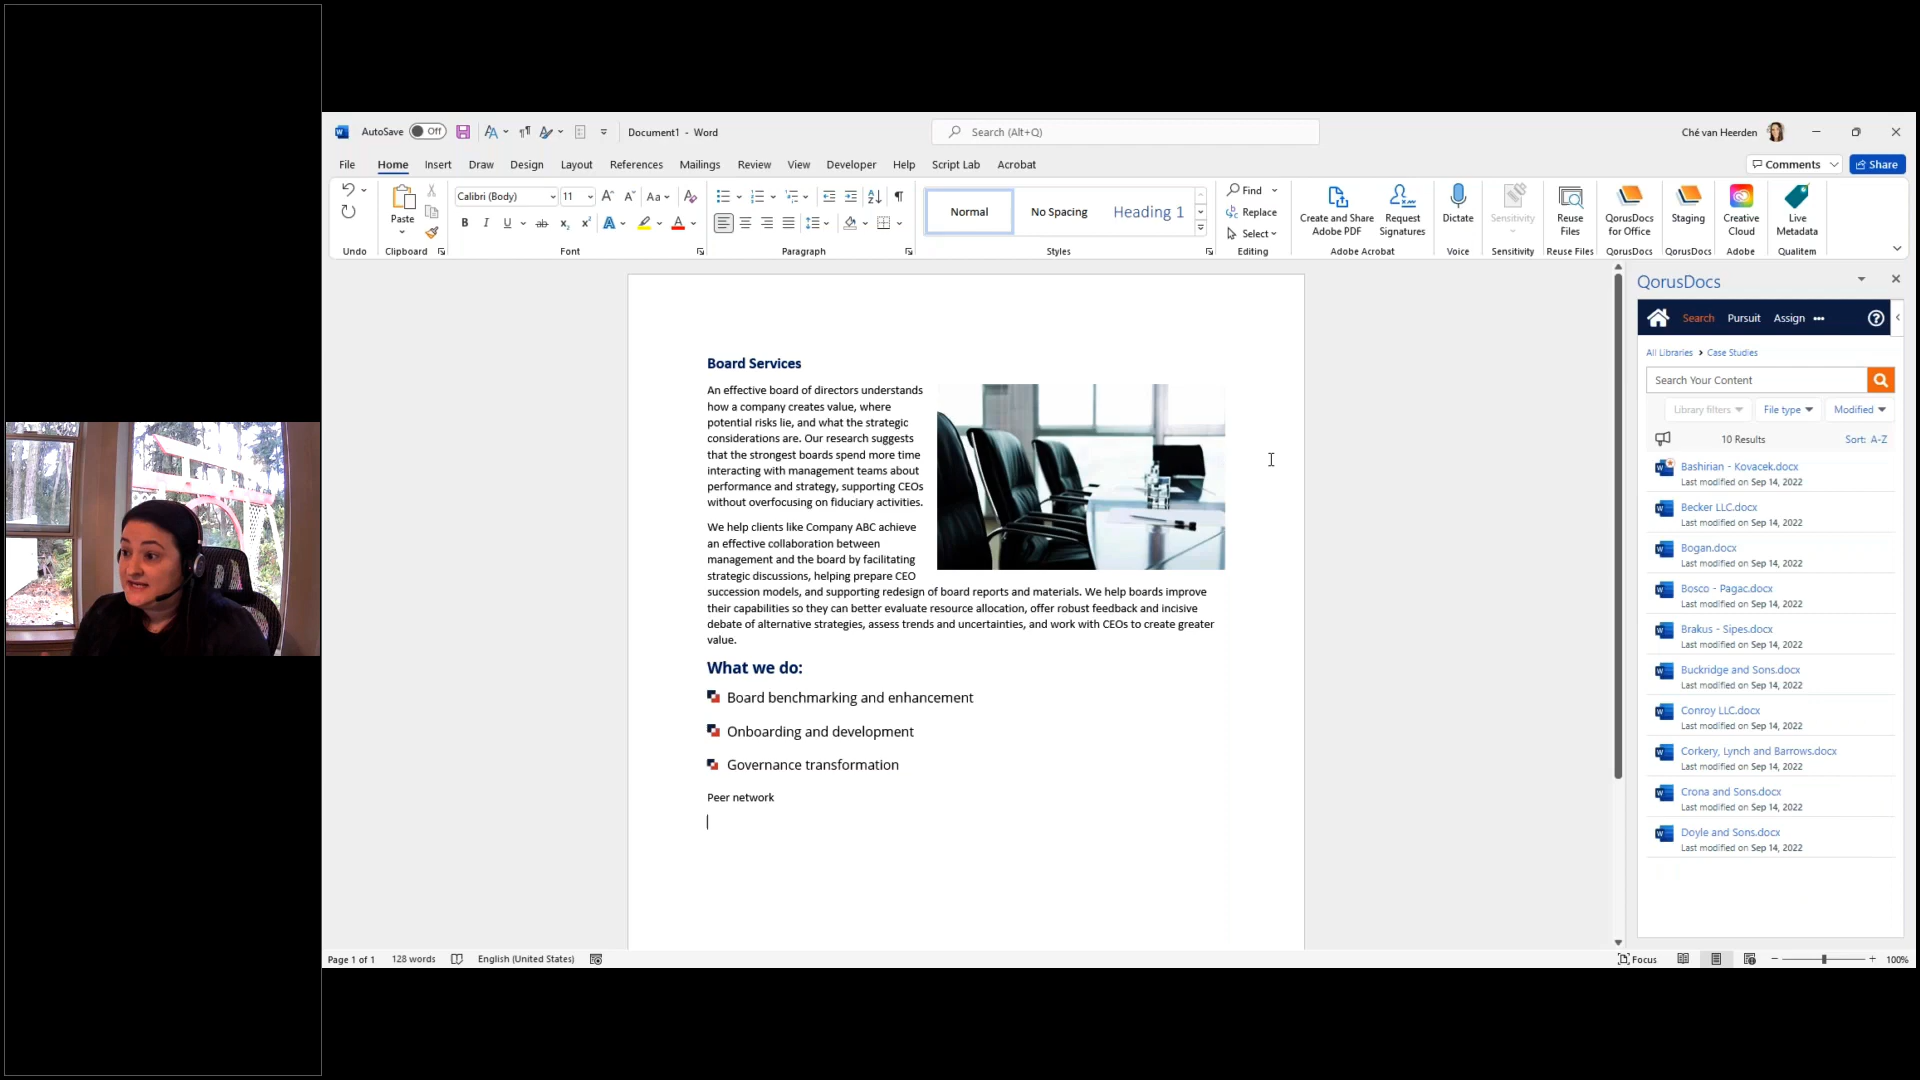 AutoSave Off Document1 - Word Search (Alt+Q) Ché van Heerden
File Home Insert Draw Design Layout References Mailings Review View Developer Help Script Lab Acrobat Comments Share
Paste
Calibri (Body) 11
Normal No Spacing Heading 1
Find
Replace
Select
Create and Share Adobe PDF
Request Signatures
Dictate
Sensitivity
Reuse Files
QorusDocs for Office
Staging
Creative Cloud
Live Metadata
Undo Clipboard Font Paragraph Styles Editing Adobe Acrobat Voice Sensitivity Reuse Files QorusDocs QorusDocs Adobe Qualitem
Board Services
An effective board of directors understands
how a company creates value, where
potential risks lie, and what the strategic
considerations are. Our research suggests
that the strongest boards spend more time
interacting with management teams about
performance and strategy, supporting CEOs
without overfocusing on fiduciary activities.
We help clients like Company ABC achieve
an effective collaboration between
management and the board by facilitating
strategic discussions, helping prepare CEO
succession models, and supporting redesign of board reports and materials. We help boards improve
their capabilities so they can better evaluate resource allocation, offer robust feedback and incisive
debate of alternative strategies, assess trends and uncertainties, and work with CEOs to create greater
value.
What we do:
Board benchmarking and enhancement
Onboarding and development
Governance transformation
Peer network
QorusDocs
Search Pursuit Assign
All Libraries > Case Studies
Search Your Content
Library filters File type Modified
10 Results Sort: A-Z
Bashirian - Kovacek.docx
Last modified on Sep 14, 2022
Becker LLC.docx
Last modified on Sep 14, 2022
Bogan.docx
Last modified on Sep 14, 2022
Bosco - Pagac.docx
Last modified on Sep 14, 2022
Brakus - Sipes.docx
Last modified on Sep 14, 2022
Buckridge and Sons.docx
Last modified on Sep 14, 2022
Conroy LLC.docx
Last modified on Sep 14, 2022
Corkery, Lynch and Barrows.docx
Last modified on Sep 14, 2022
Crona and Sons.docx
Last modified on Sep 14, 2022
Doyle and Sons.docx
Last modified on Sep 14, 2022
Page 1 of 1 128 words English (United States) Focus 100%